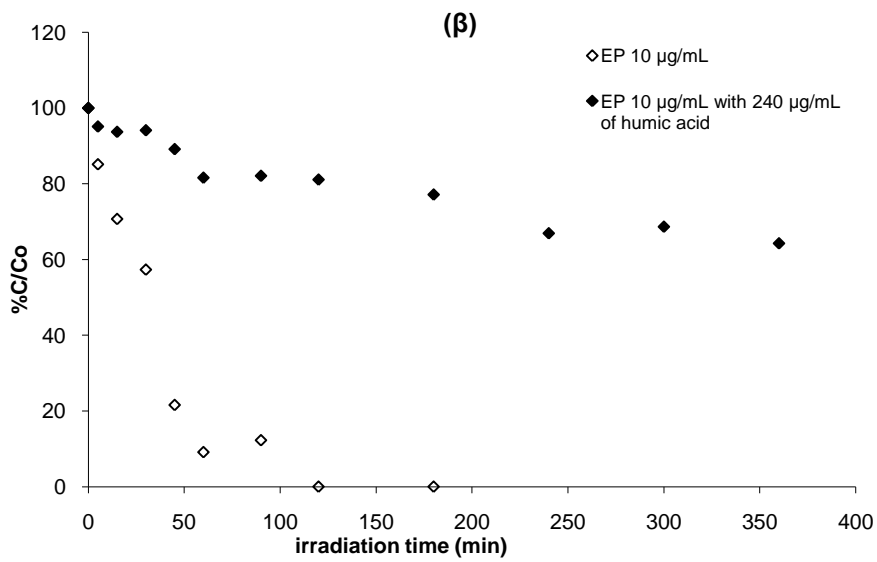 (β)
120
100
80
60
40
20
0
%C/Co
EP 10 µg/mL
EP 10 µg/mL with 240 µg/mL
of humic acid
0 50 100 150 200 250 300 350 400
irradiation time (min)